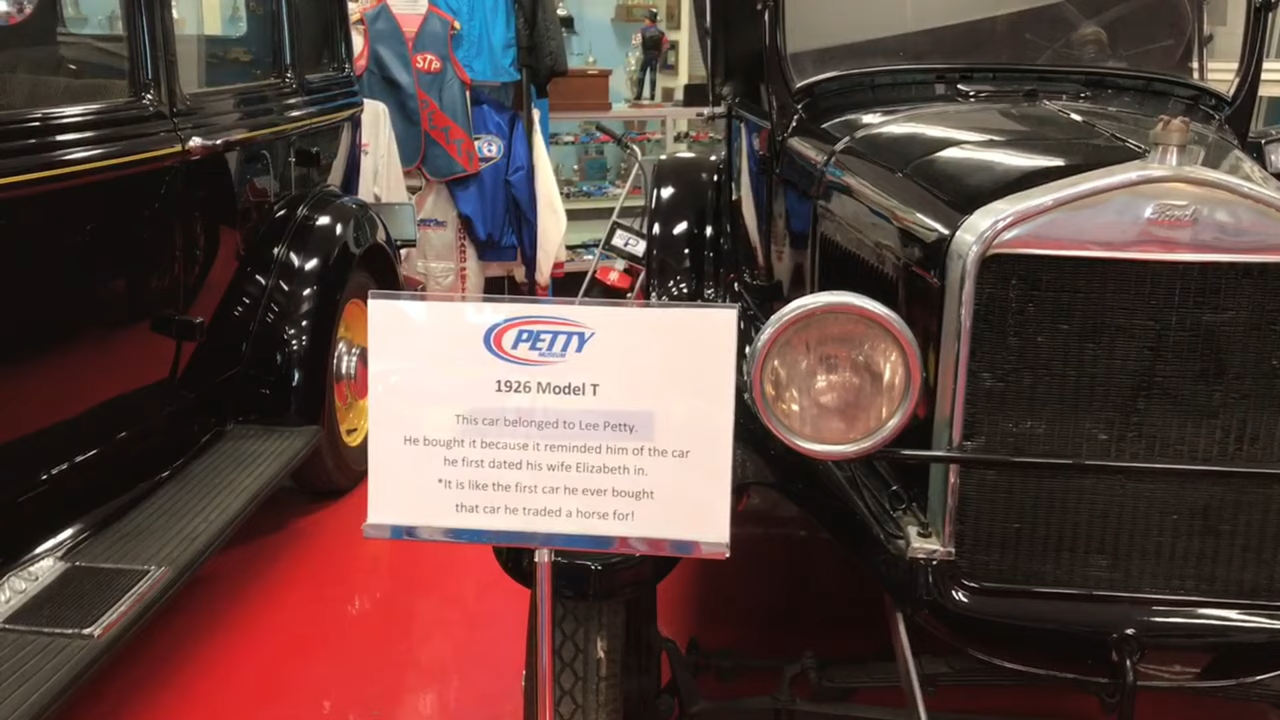 STP
RICHARD PETTY
Ford
PETTY
MUSEUM
1926 Model T
This car belonged to Lee Petty.
He bought it because it reminded him of the car
he first dated his wife Elizabeth in.
*It is like the first car he ever bought
that car he traded a horse for!